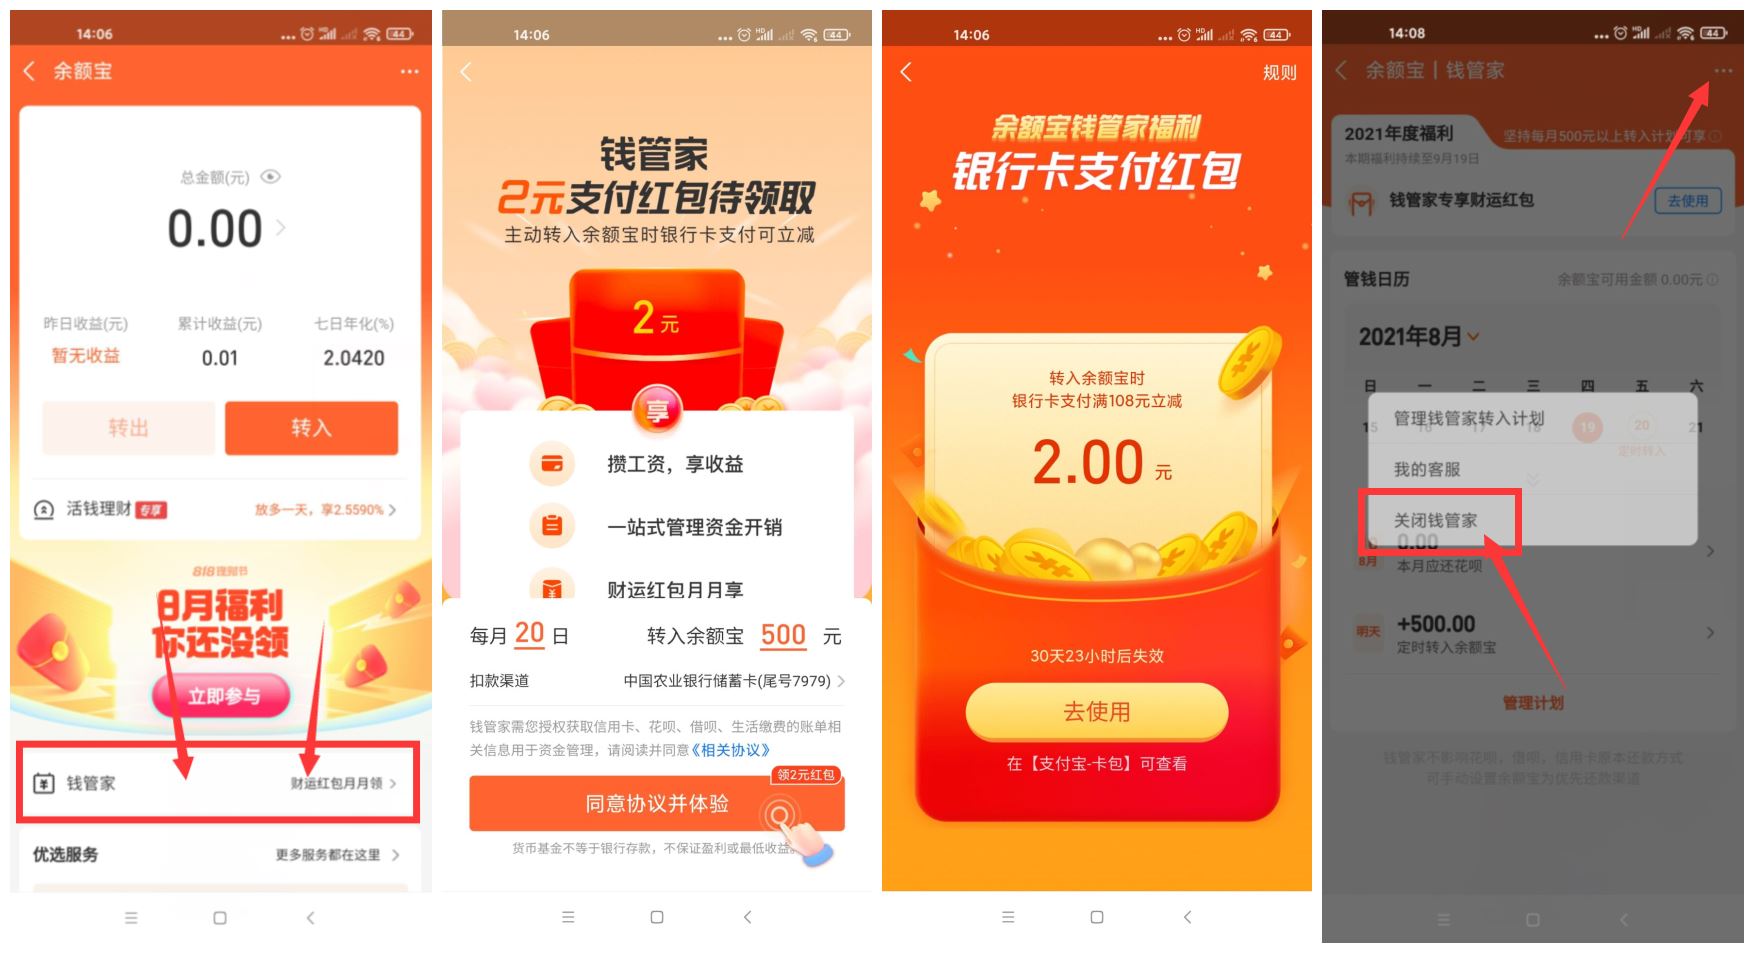 14:06
44
余额宝
总金额(元)
0.00
昨日收益(元)
累计收益(元)
七日年化(%)
暂无收益
0.01
2.0420
转出
转入
活钱理财
专享
放多一天，享2.5590%
818理财节
8月福利
你还没领
立即参与
钱管家
财运红包月月领
优选服务
更多服务都在这里
14:06
44
钱管家
2元支付红包待领取
主动转入余额宝时银行卡支付可立减
2元
享
攒工资，享收益
一站式管理资金开销
财运红包月月享
每月 20 日
转入余额宝 500 元
扣款渠道
中国农业银行储蓄卡(尾号7979)
钱管家需您授权获取信用卡、花呗、借呗、生活缴费的账单相
关信息用于资金管理，请阅读并同意《相关协议》
领2元红包
同意协议并体验
货币基金不等于银行存款，不保证盈利或最低收益
14:06
44
规则
余额宝钱管家福利
银行卡支付红包
转入余额宝时
银行卡支付满108元立减
2.00 元
30天23小时后失效
去使用
在【支付宝-卡包】可查看
14:08
44
余额宝 | 钱管家
2021年度福利
坚持每月500元以上转入计划可享
本期福利持续至9月19日
钱管家专享财运红包
去使用
管钱日历
余额宝可用金额 0.00元
2021年8月
日 一 二 三 四 五 六
15 16 17 18 19 20 21
定时转入
管理钱管家转入计划
我的客服
关闭钱管家
0.00
8月
本月应还花呗
明天
+500.00
定时转入余额宝
管理计划
钱管家不影响花呗，借呗，信用卡原本还款方式
可手动设置余额宝为优先还款渠道